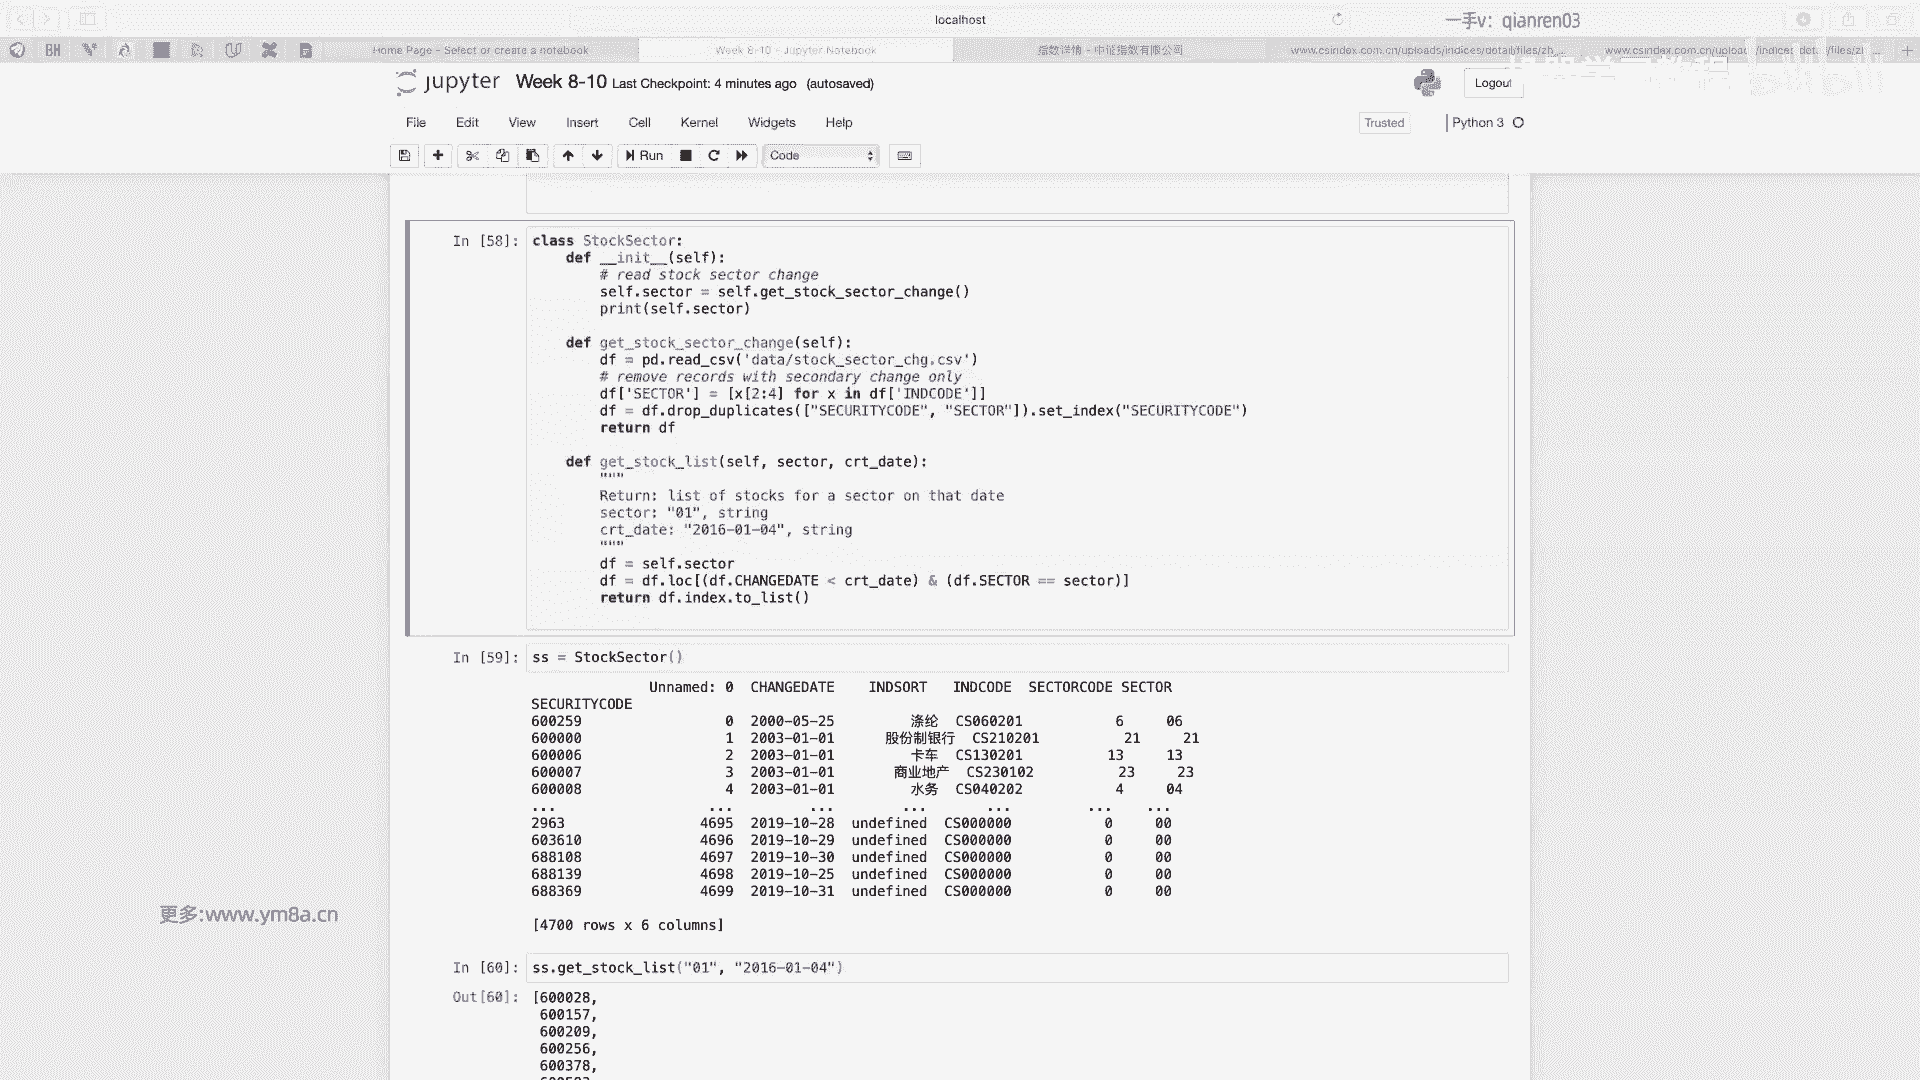 localhost
一手v：qianren03
BH
Home Page - Select or create a notebook
Week 8-10 - Jupyter Notebook
指数详情 - 中证指数有限公司
www.csindex.com.cn/uploads/indices/detail/files/zh_...
jupyter Week 8-10 Last Checkpoint: 4 minutes ago (autosaved)
Logout
File Edit View Insert Cell Kernel Widgets Help
Trusted
Python 3
Run
Code
In [58]: class StockSector:
def __init__(self):
# read stock sector change
self.sector = self.get_stock_sector_change()
print(self.sector)
def get_stock_sector_change(self):
df = pd.read_csv('data/stock_sector_chg.csv')
# remove records with secondary change only
df['SECTOR'] = [x[2:4] for x in df['INDCODE']]
df = df.drop_duplicates(["SECURITYCODE", "SECTOR"]).set_index("SECURITYCODE")
return df
def get_stock_list(self, sector, crt_date):
"""
Return: list of stocks for a sector on that date
sector: "01", string
crt_date: "2016-01-04", string
"""
df = self.sector
df = df.loc[(df.CHANGEDATE < crt_date) & (df.SECTOR == sector)]
return df.index.to_list()
In [59]: ss = StockSector()
Unnamed: 0 CHANGEDATE INDSORT INDCODE SECTORCODE SECTOR
SECURITYCODE
600259 0 2000-05-25 涤纶 CS060201 6 06
600000 1 2003-01-01 股份制银行 CS210201 21 21
600006 2 2003-01-01 卡车 CS130201 13 13
600007 3 2003-01-01 商业地产 CS230102 23 23
600008 4 2003-01-01 水务 CS040202 4 04
... ... ... ... ... ... ...
2963 4695 2019-10-28 undefined CS000000 0 00
603610 4696 2019-10-29 undefined CS000000 0 00
688108 4697 2019-10-30 undefined CS000000 0 00
688139 4698 2019-10-25 undefined CS000000 0 00
688369 4699 2019-10-31 undefined CS000000 0 00
更多:www.ym8a.cn
[4700 rows x 6 columns]
In [60]: ss.get_stock_list("01", "2016-01-04")
Out[60]: [600028,
600157,
600209,
600256,
600378,